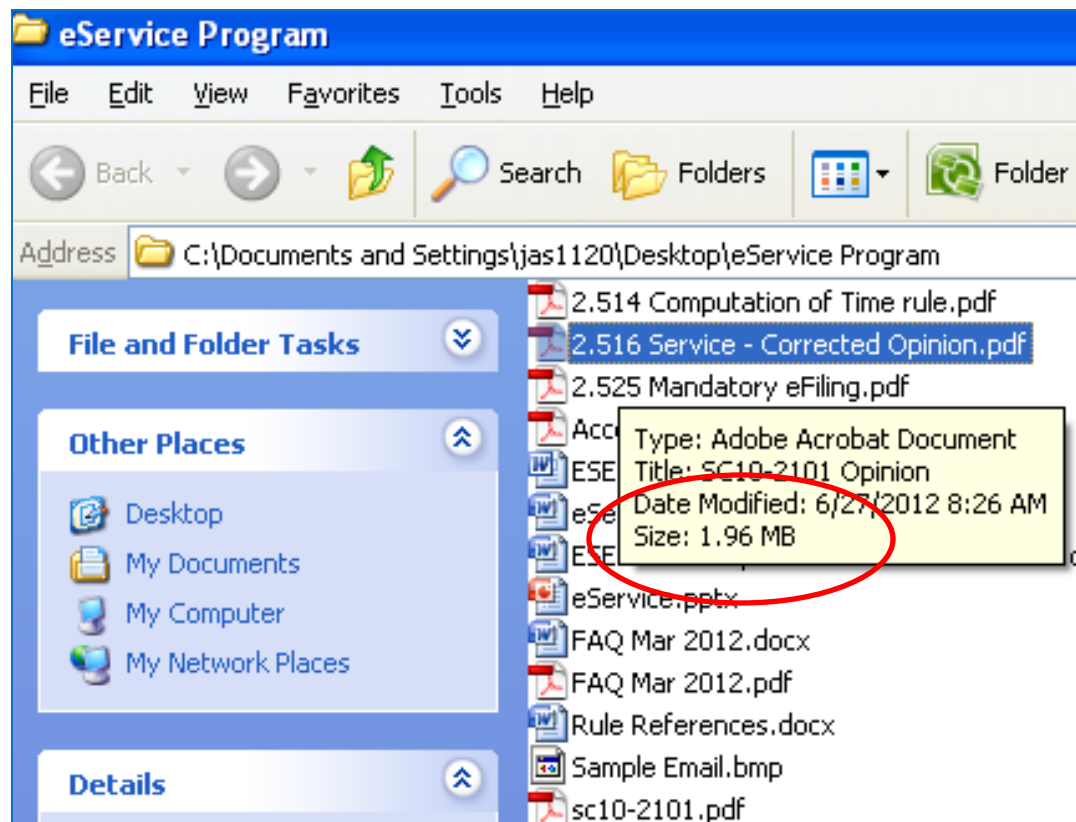 eService Program
File Edit View Favorites Tools Help
Back Search Folders Folder
Address C:\Documents and Settings\jas1120\Desktop\eService Program
File and Folder Tasks
Other Places
Desktop
My Documents
My Computer
My Network Places
Details
2.514 Computation of Time rule.pdf
2.516 Service - Corrected Opinion.pdf
2.525 Mandatory eFiling.pdf
Type: Adobe Acrobat Document
Title: SC10-2101 Opinion
Date Modified: 6/27/2012 8:26 AM
Size: 1.96 MB
eService.pptx
FAQ Mar 2012.docx
FAQ Mar 2012.pdf
Rule References.docx
Sample Email.bmp
sc10-2101.pdf